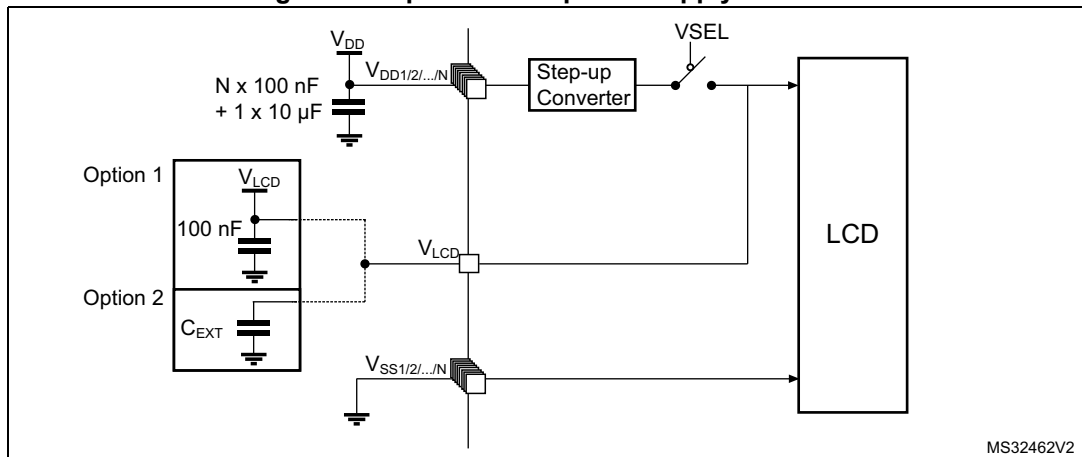 VSEL
VDD
VDD1/2/.../N
N x 100 nF
+ 1 x 10 µF
Step-up
Converter
Option 1
VLCD
100 nF
VLCD
LCD
Option 2
CEXT
VSS1/2/.../N
MS32462V2